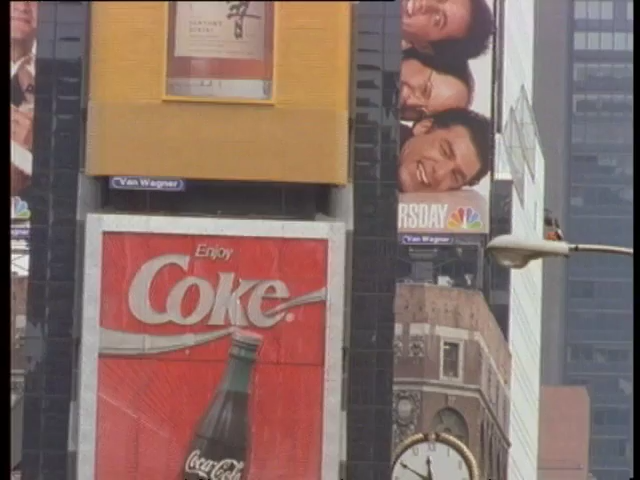 Van Wagner
RSDAY
Van Wagner
Enjoy
Coke.
Coca-Cola